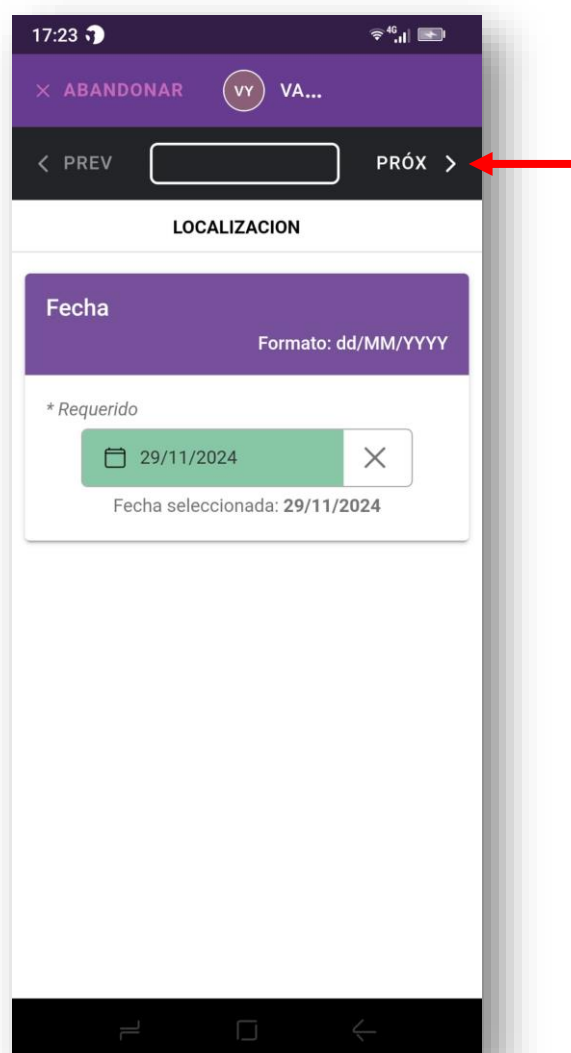 17:23 4G
× ABANDONAR VY VA...
< PREV PRÓX >
LOCALIZACION
Fecha
Formato: dd/MM/YYYY
* Requerido
29/11/2024
Fecha seleccionada: 29/11/2024